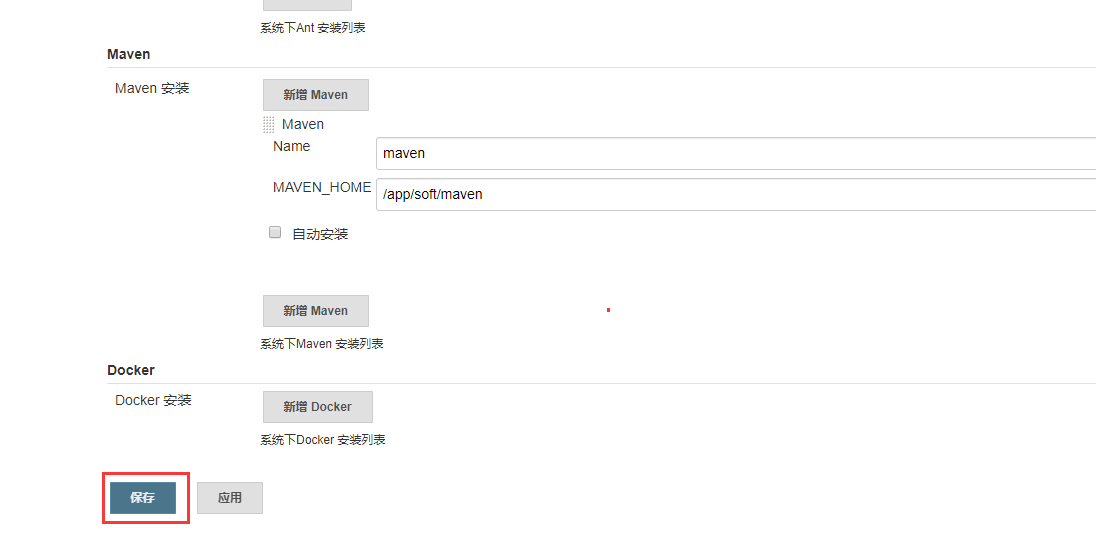 系统下Ant 安装列表
Maven
Maven 安装
新增 Maven
Maven
Name
maven
MAVEN_HOME
/app/soft/maven
自动安装
新增 Maven
系统下Maven 安装列表
Docker
Docker 安装
新增 Docker
系统下Docker 安装列表
保存
应用